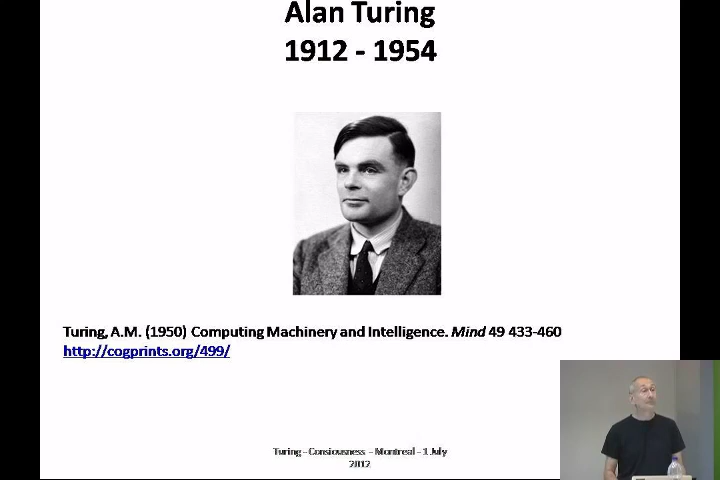 Alan Turing
1912 - 1954
Turing, A.M. (1950) Computing Machinery and Intelligence. Mind 49 433-460
http://cogprints.org/499/
Turing - Consiousness - Montreal - 1 July
2012